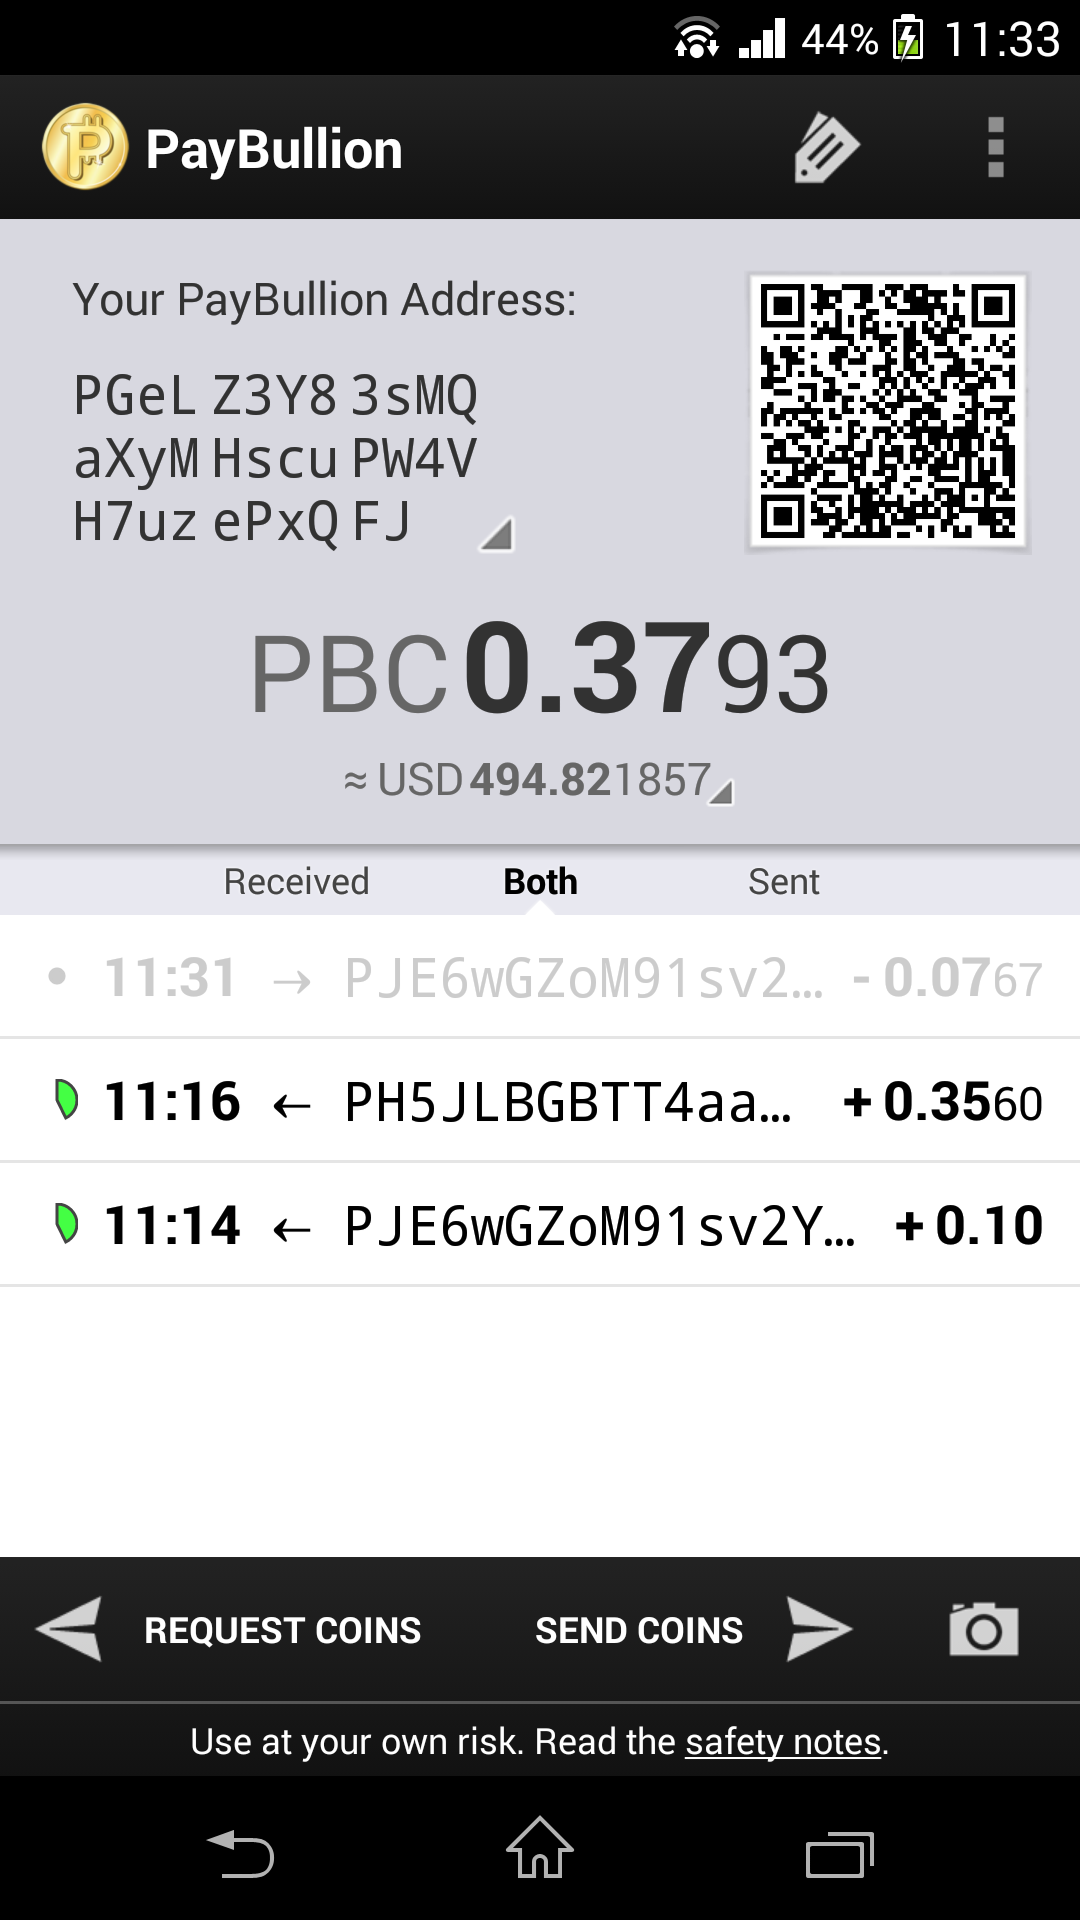 44% 11:33
PayBullion
Your PayBullion Address:
PGeL Z3Y8 3sMQ
aXyM Hscu PW4V
H7uz ePxQ FJ
PBC 0.3793
≈ USD 494.821857
Received Both Sent
• 11:31 → PJE6wGZoM91sv2… - 0.0767
11:16 ← PH5JLBGBTT4aa… + 0.3560
11:14 ← PJE6wGZoM91sv2Y… + 0.10
REQUEST COINS SEND COINS
Use at your own risk. Read the safety notes.